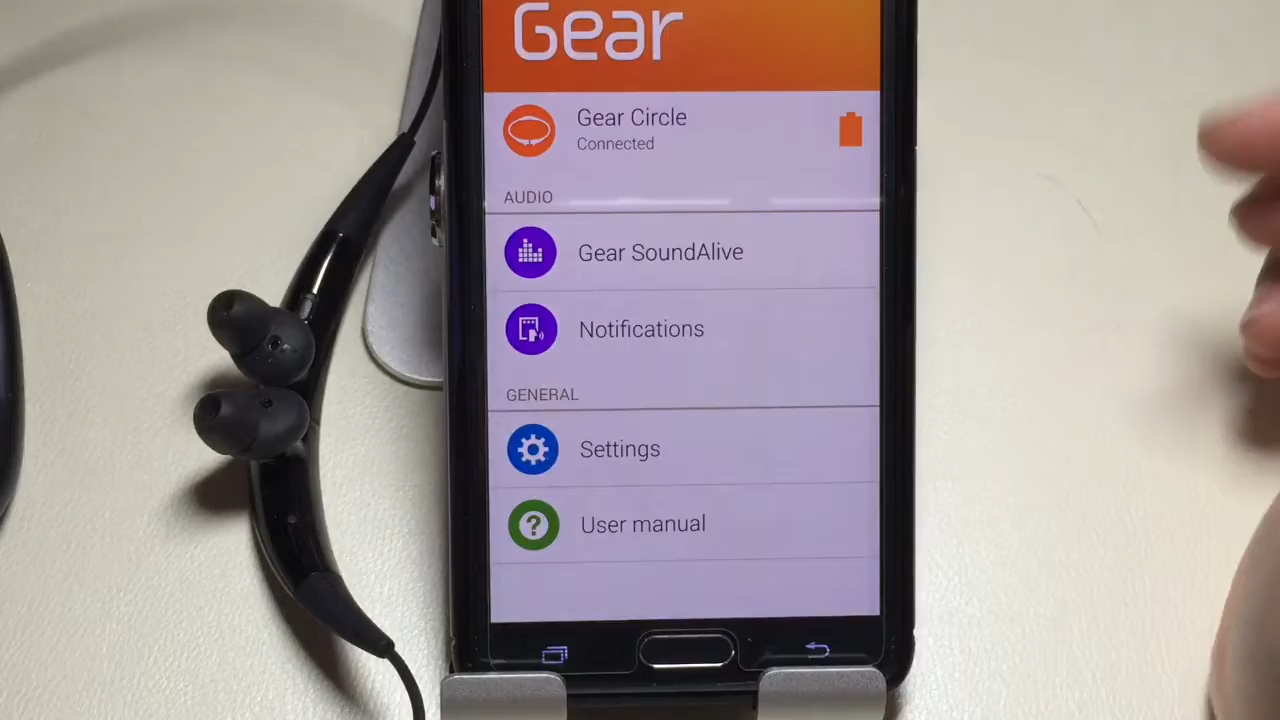 Gear
Gear Circle
Connected
AUDIO
Gear SoundAlive
Notifications
GENERAL
Settings
User manual